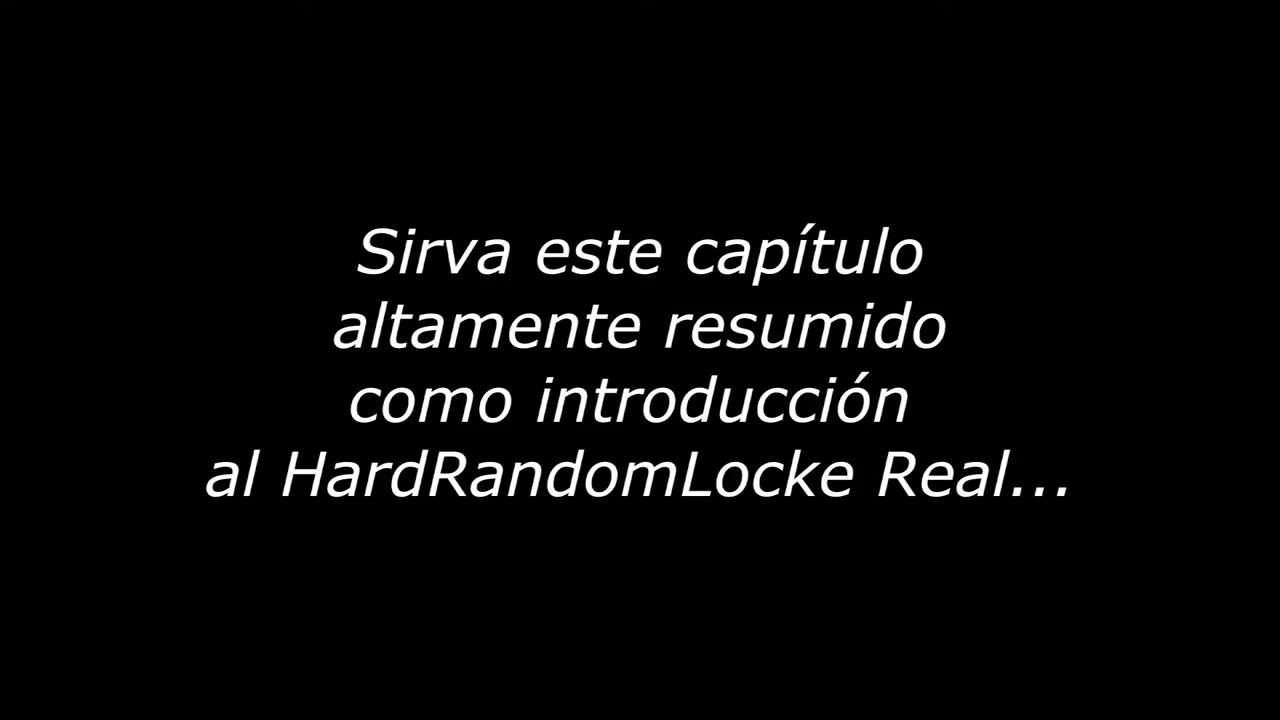 Sirva este capítulo
altamente resumido
como introducción
al HardRandomLocke Real...